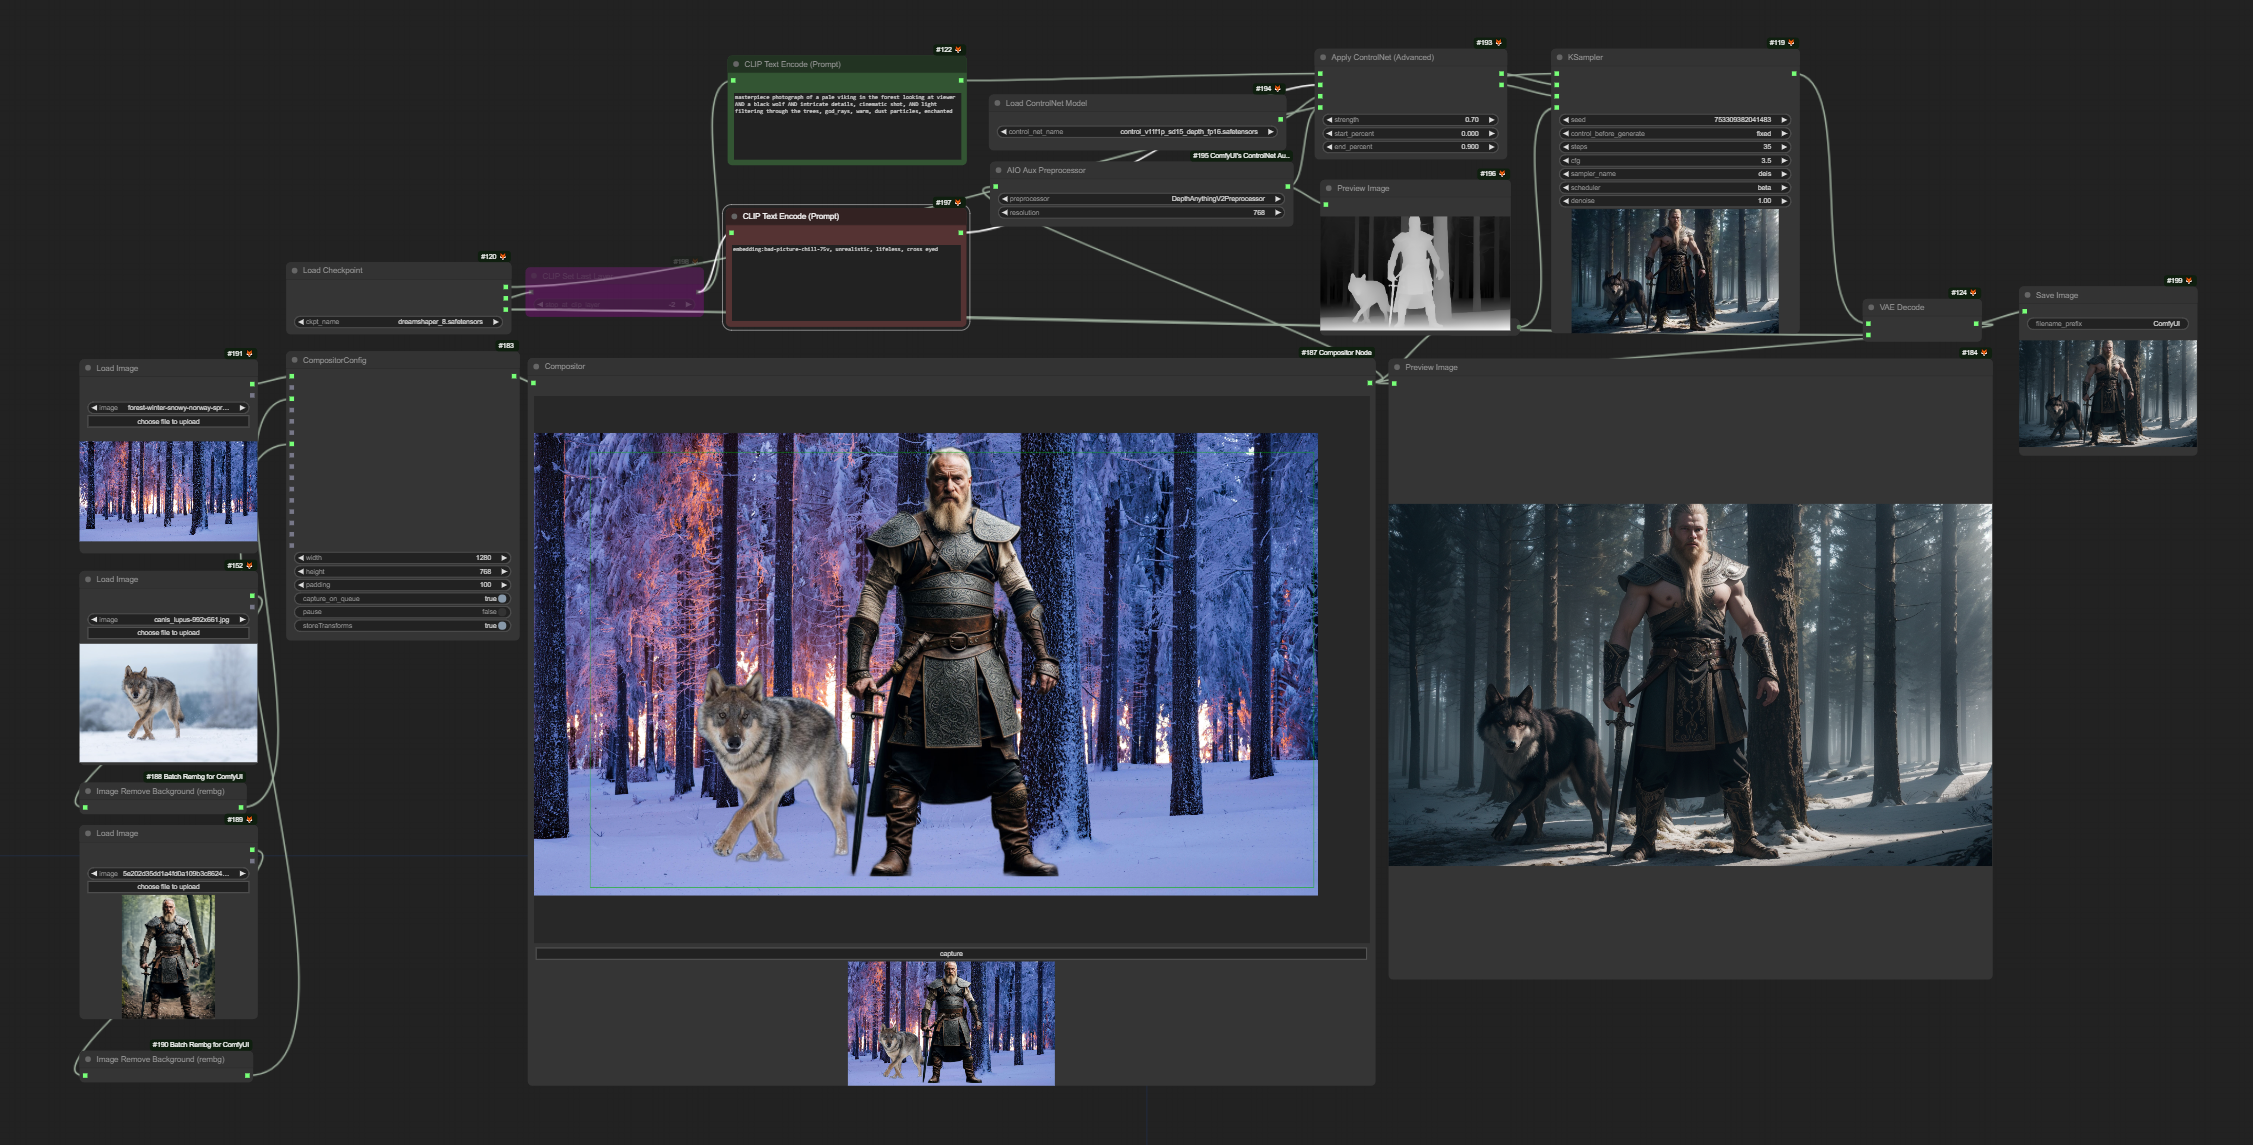 #122
CLIP Text Encode (Prompt)
masterpiece photograph of a pale viking in the forest looking at viewer
AND a black wolf AND intricate details, cinematic shot, AND light
filtering through the trees, god_rays, warm, dust particles, enchanted
#194
Load ControlNet Model
control_net_name control_v11f1p_sd15_depth_fp16.safetensors
#195 ComfyUI's ControlNet Au..
AIO Aux Preprocessor
preprocessor DepthAnythingV2Preprocessor
resolution 768
#193
Apply ControlNet (Advanced)
strength 0.70
start_percent 0.000
end_percent 0.900
#196
Preview Image
#119
KSampler
seed 753309382041483
control_before_generate fixed
steps 35
cfg 3.5
sampler_name deis
scheduler beta
denoise 1.00
#197
CLIP Text Encode (Prompt)
embedding:bad-picture-chill-75v, unrealistic, lifeless, cross eyed
#120
Load Checkpoint
ckpt_name dreamshaper_8.safetensors
#198
CLIP Set Last Layer
-2
#124
VAE Decode
#199
Save Image
filename_prefix ComfyUI
#191
Load Image
image forest-winter-snowy-norway-spr...
choose file to upload
#183
CompositorConfig
width 1280
height 768
padding 100
capture_on_queue true
pause false
storeTransforms true
#187 Compositor Node
Compositor
capture
#184
Preview Image
#152
Load Image
image canis_lupus-992x661.jpg
choose file to upload
#188 Batch Rembg for ComfyUI
Image Remove Background (rembg)
#189
Load Image
image 5e202d35dd1a4fd0a109b3c8624...
choose file to upload
#190 Batch Rembg for ComfyUI
Image Remove Background (rembg)